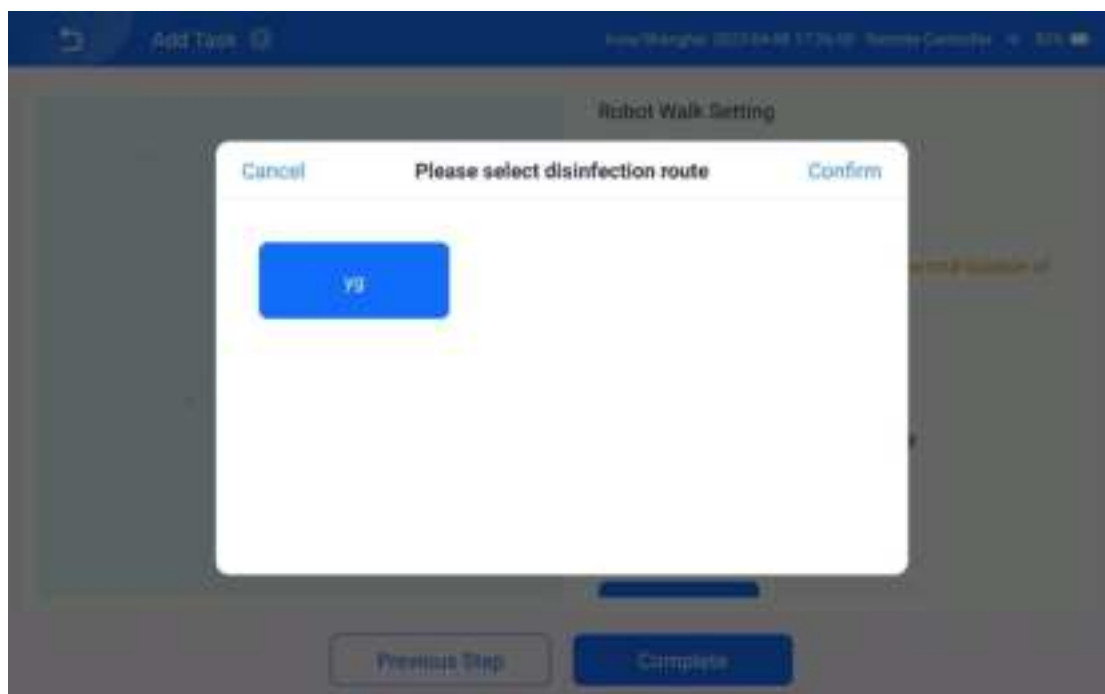 Add Task
Robot Walk Setting
Cancel
Please select disinfection route
Confirm
yg
Previous Step
Complete